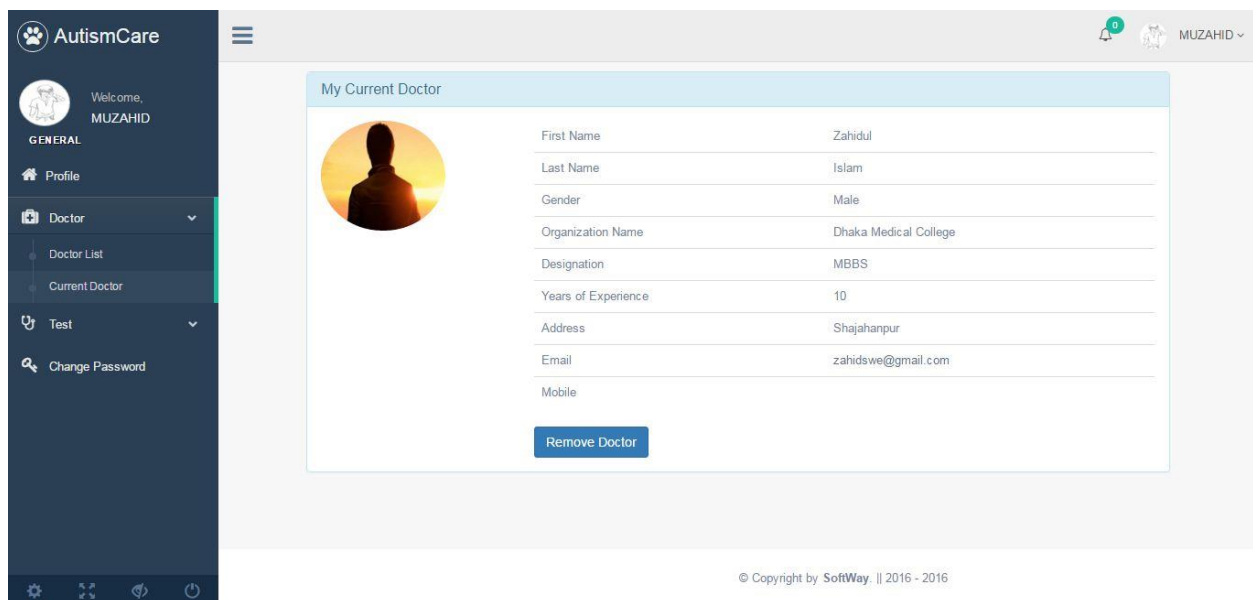 AutismCare
0
MUZAHID
Welcome,
MUZAHID
GENERAL
Profile
Doctor
Doctor List
Current Doctor
Test
Change Password
My Current Doctor
First Name Zahidul
Last Name Islam
Gender Male
Organization Name Dhaka Medical College
Designation MBBS
Years of Experience 10
Address Shajahanpur
Email zahidswe@gmail.com
Mobile
Remove Doctor
© Copyright by SoftWay. || 2016 - 2016